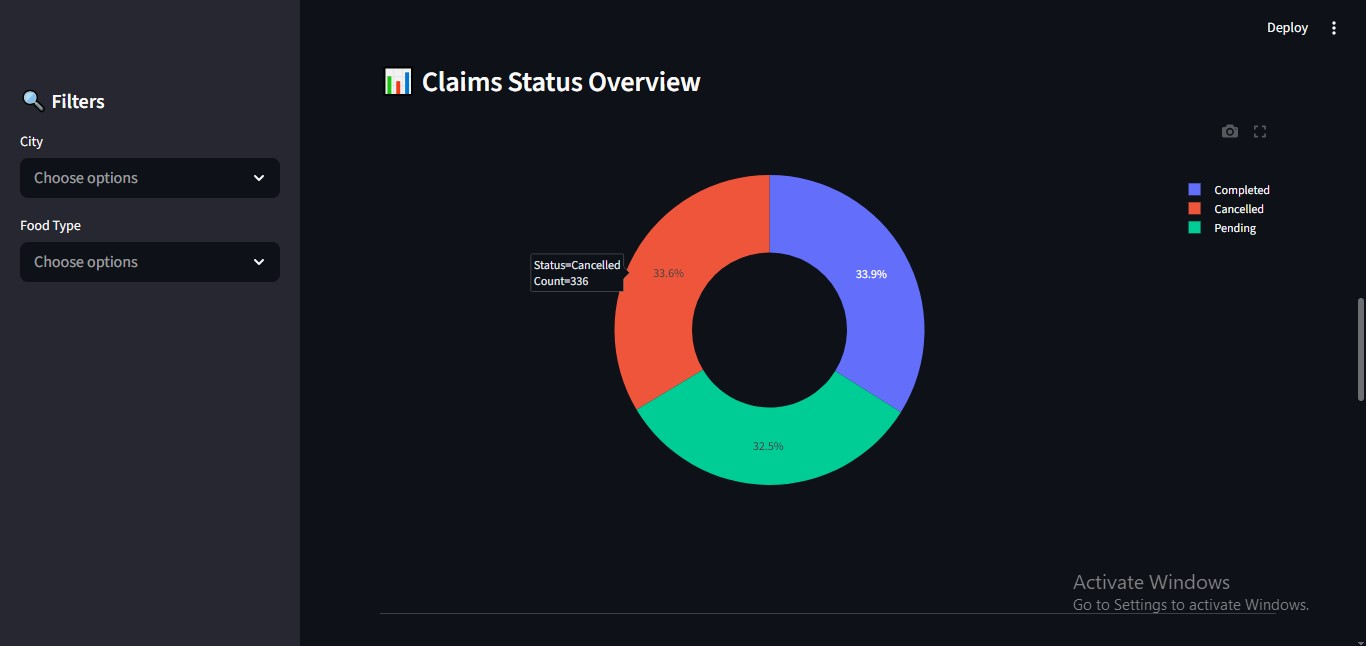 Deploy
Filters
City
Choose options
Food Type
Choose options
Claims Status Overview
Completed
Cancelled
Pending
33.6%
33.9%
32.5%
Status=Cancelled
Count=336
Activate Windows
Go to Settings to activate Windows.